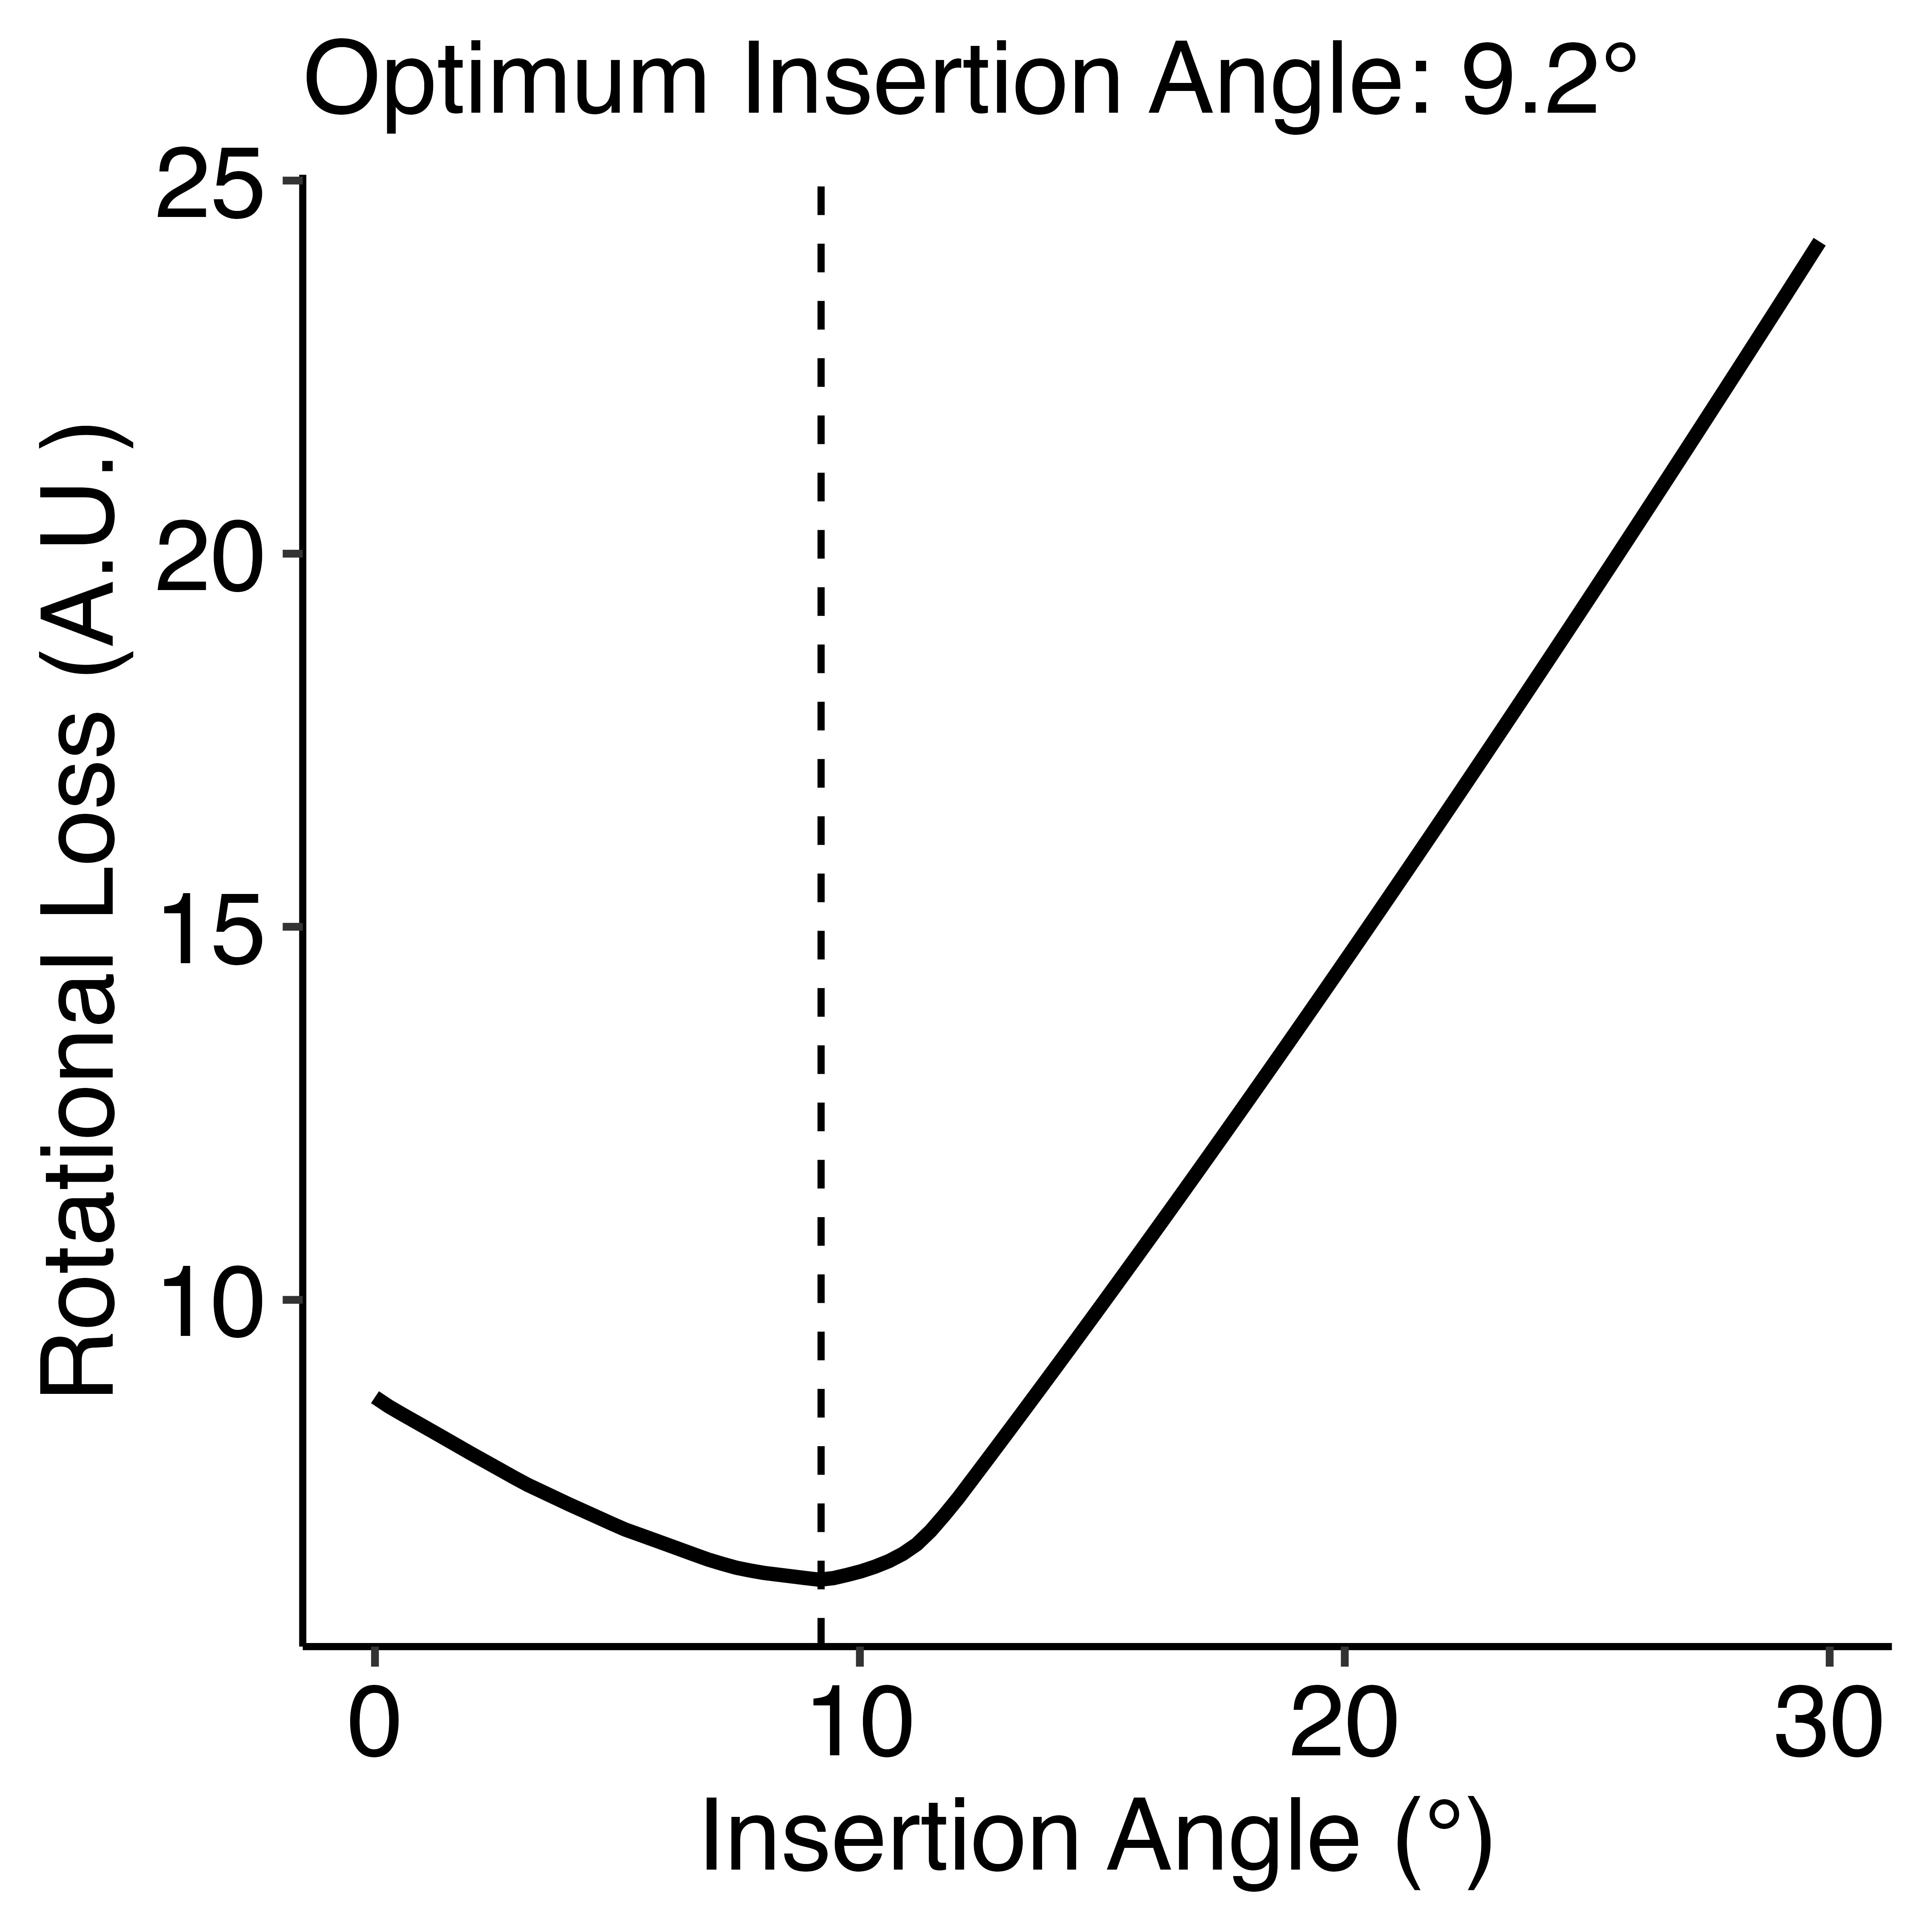 Optimum Insertion Angle: 9.2°
25
20
15
10
Rotational Loss (A.U.)
0 10 20 30
Insertion Angle (°)